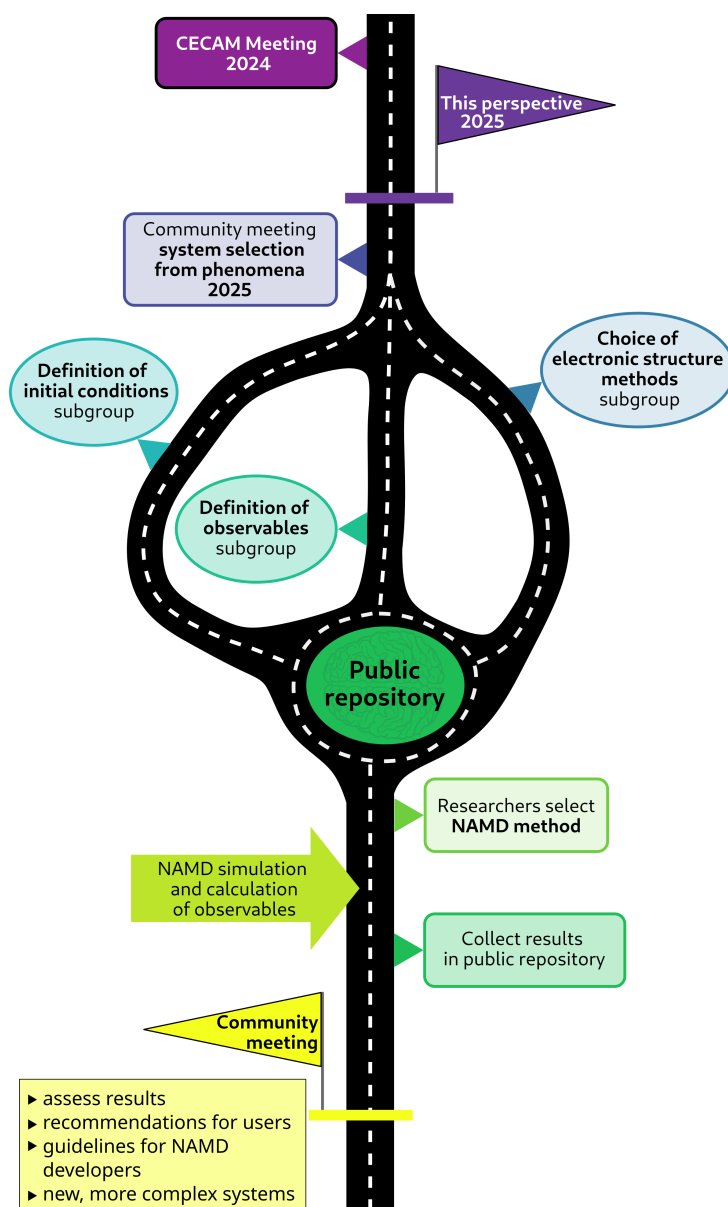 CECAM Meeting
2024
This perspective
2025
Community meeting
system selection
from phenomena
2025
Choice of
electronic structure
methods
subgroup
Definition of
initial conditions
subgroup
Definition of
observables
subgroup
Public
repository
Researchers select
NAMD method
NAMD simulation
and calculation
of observables
Collect results
in public repository
Community
meeting
▸ assess results
▸ recommendations for users
▸ guidelines for NAMD
developers
▸ new, more complex systems